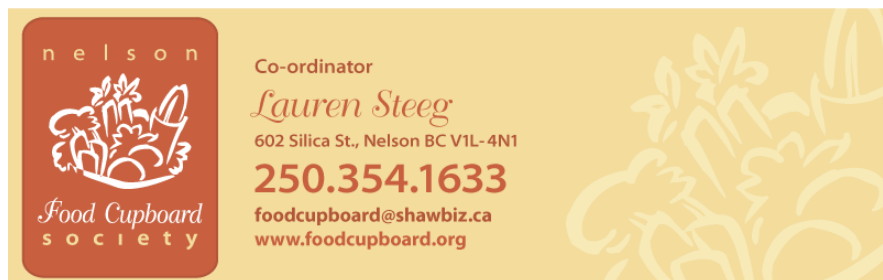 nelson
Food Cupboard
society
Co-ordinator
Lauren Steeg
602 Silica St., Nelson BC V1L-4N1
250.354.1633
foodcupboard@shawbiz.ca
www.foodcupboard.org